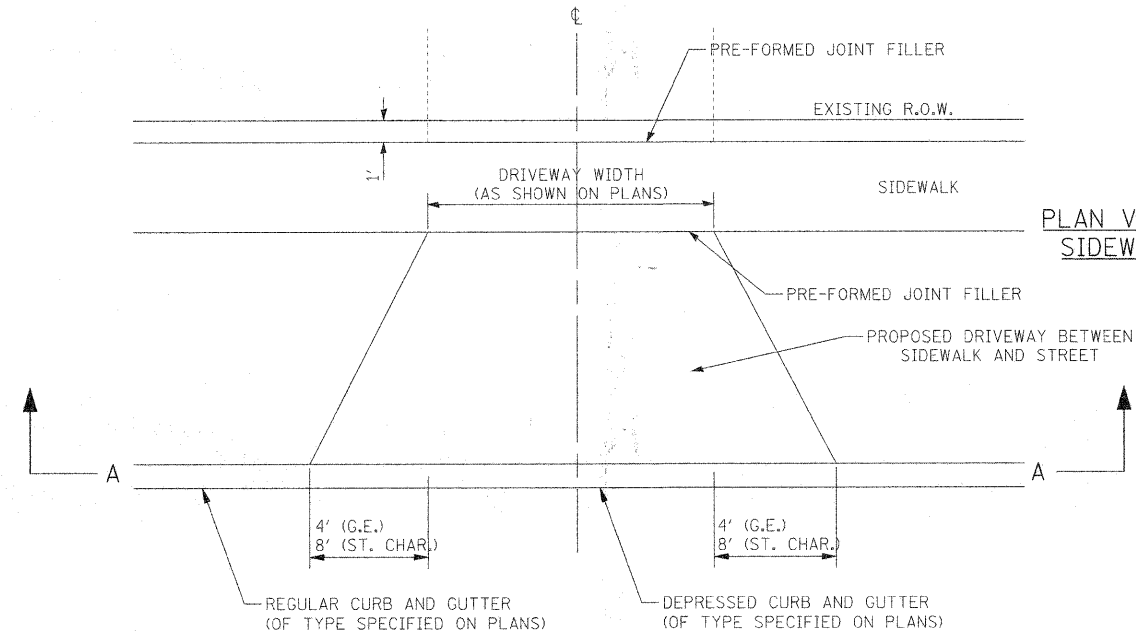 ℄
PRE-FORMED JOINT FILLER
EXISTING R.O.W.
1'
DRIVEWAY WIDTH
(AS SHOWN ON PLANS)
SIDEWALK
PLAN V
SIDEW
PRE-FORMED JOINT FILLER
PROPOSED DRIVEWAY BETWEEN
SIDEWALK AND STREET
A
A
4' (G.E.)
8' (ST. CHAR.)
4' (G.E.)
8' (ST. CHAR.)
REGULAR CURB AND GUTTER
(OF TYPE SPECIFIED ON PLANS)
DEPRESSED CURB AND GUTTER
(OF TYPE SPECIFIED ON PLANS)